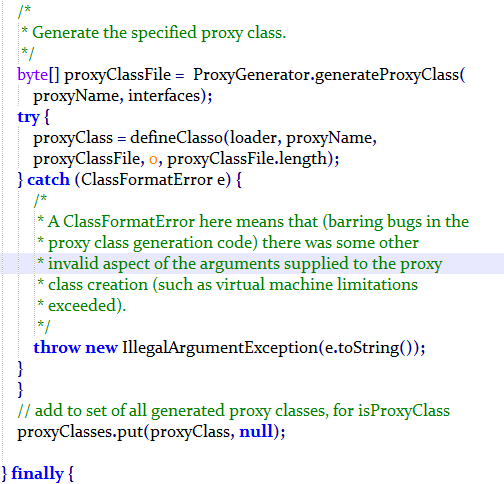 /*
* Generate the specified proxy class.
*/
byte[] proxyClassFile = ProxyGenerator.generateProxyClass(
proxyName, interfaces);
try {
proxyClass = defineClass0(loader, proxyName,
proxyClassFile, 0, proxyClassFile.length);
} catch (ClassFormatError e) {
/*
* A ClassFormatError here means that (barring bugs in the
* proxy class generation code) there was some other
* invalid aspect of the arguments supplied to the proxy
* class creation (such as virtual machine limitations
* exceeded).
*/
throw new IllegalArgumentException(e.toString());
}
}
// add to set of all generated proxy classes, for isProxyClass
proxyClasses.put(proxyClass, null);
} finally {